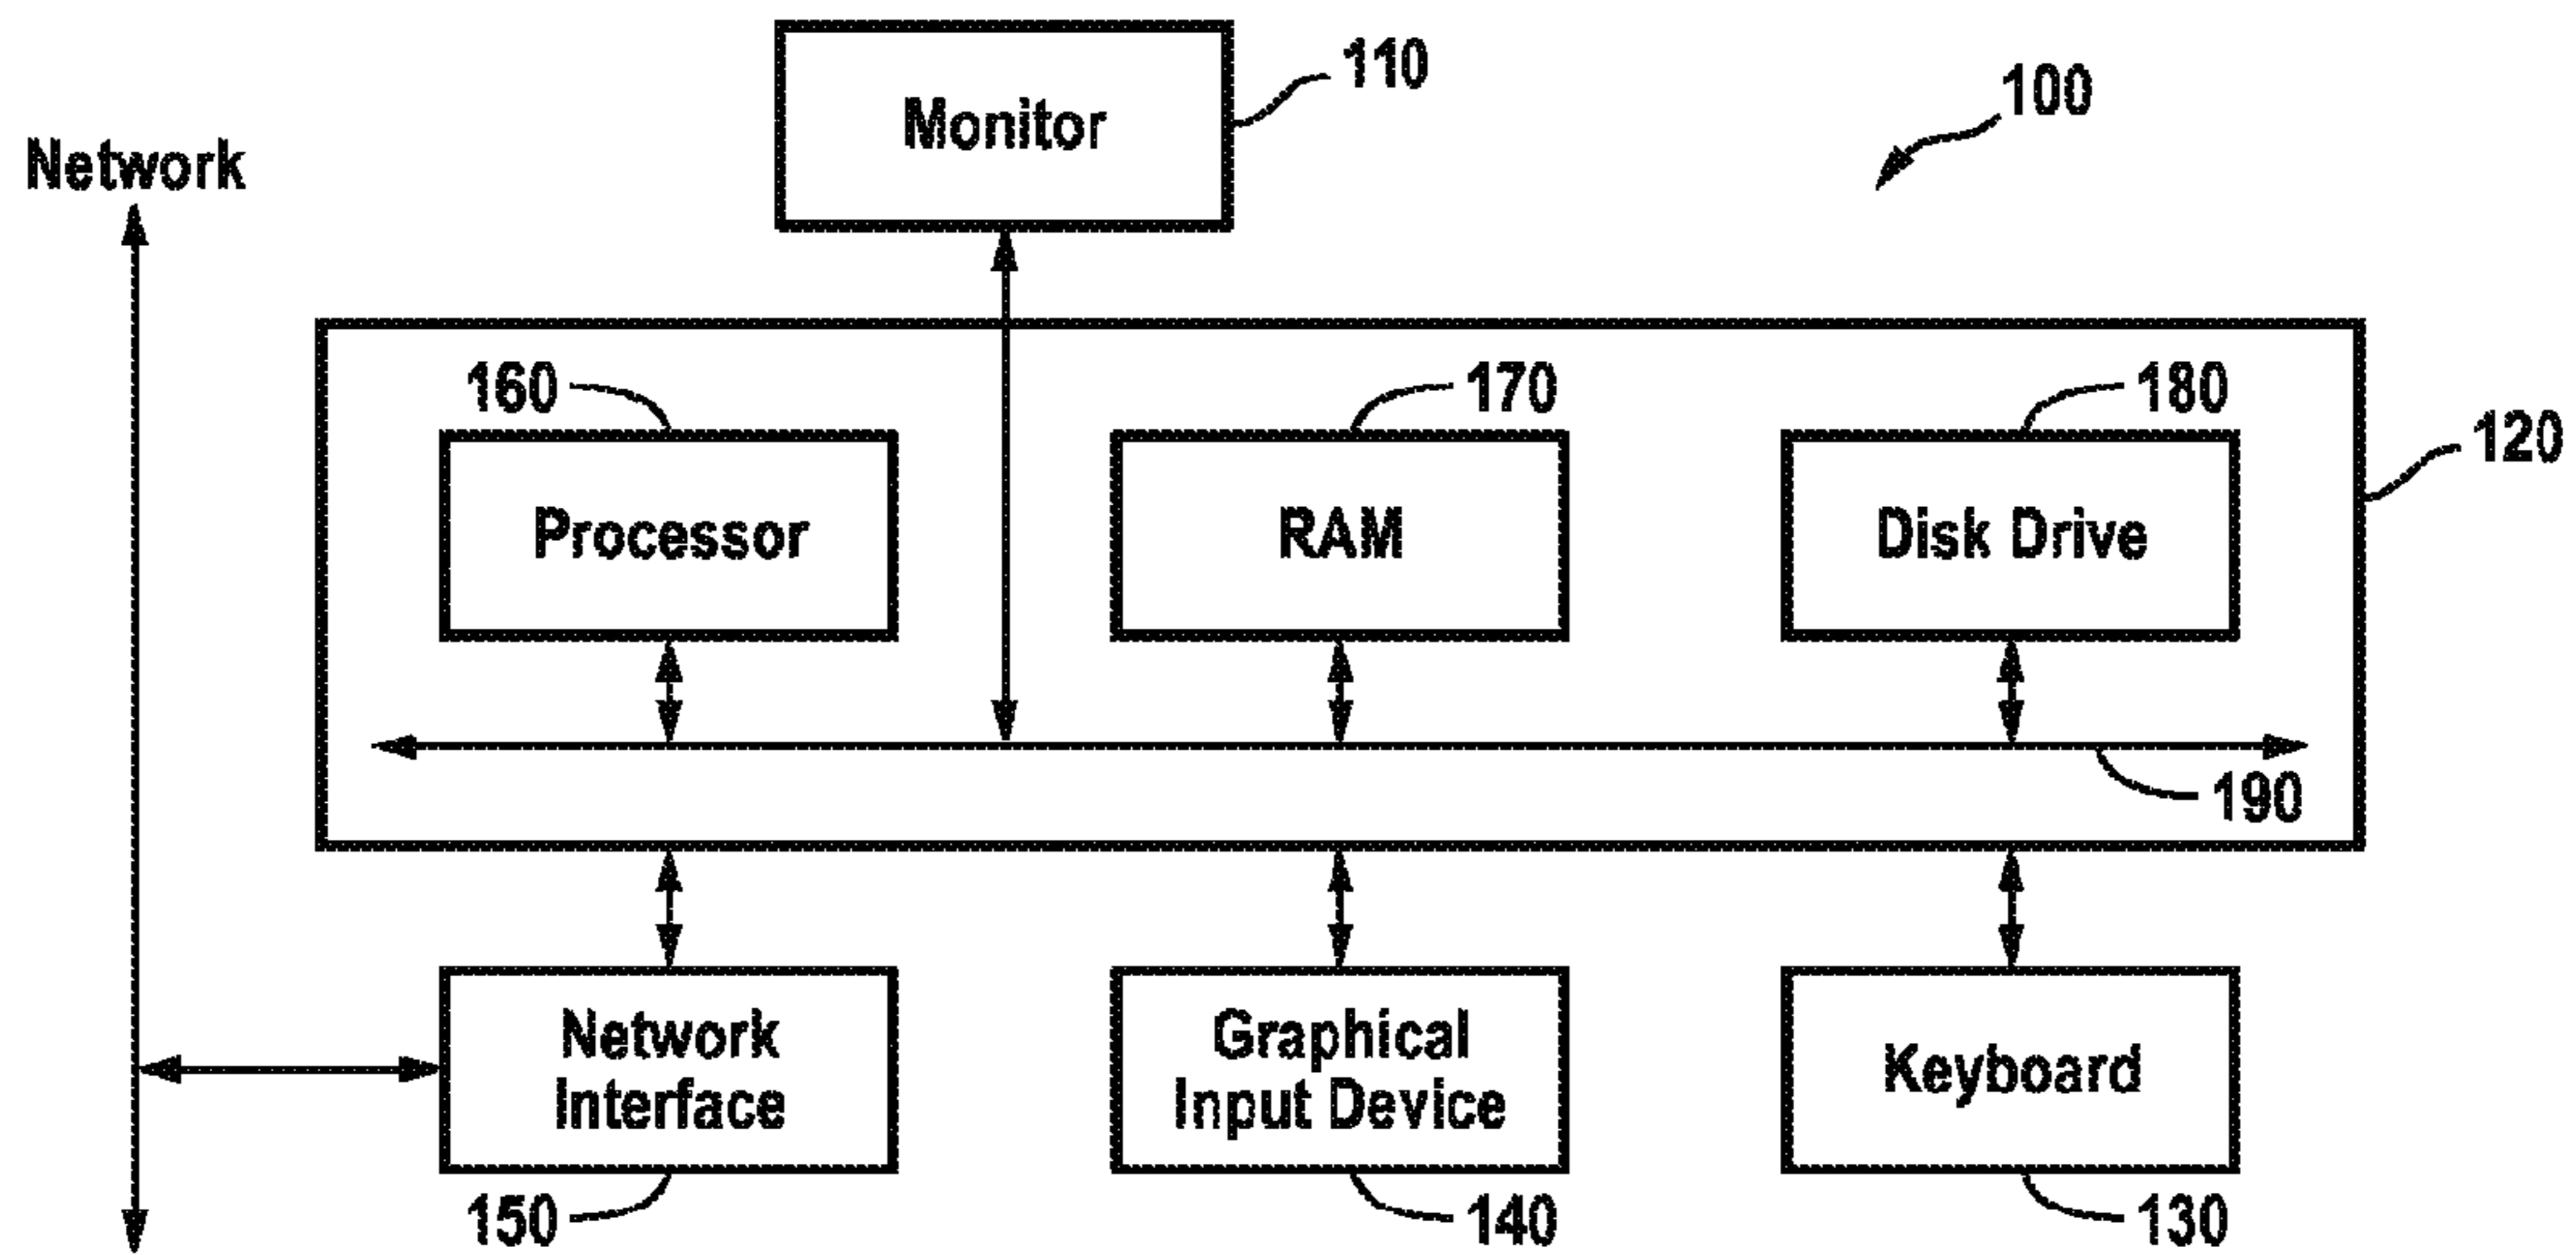 110
Monitor
100
Network
160
170
180
120
Processor
RAM
Disk Drive
190
Network
Interface
Graphical
Input Device
Keyboard
150
140
130